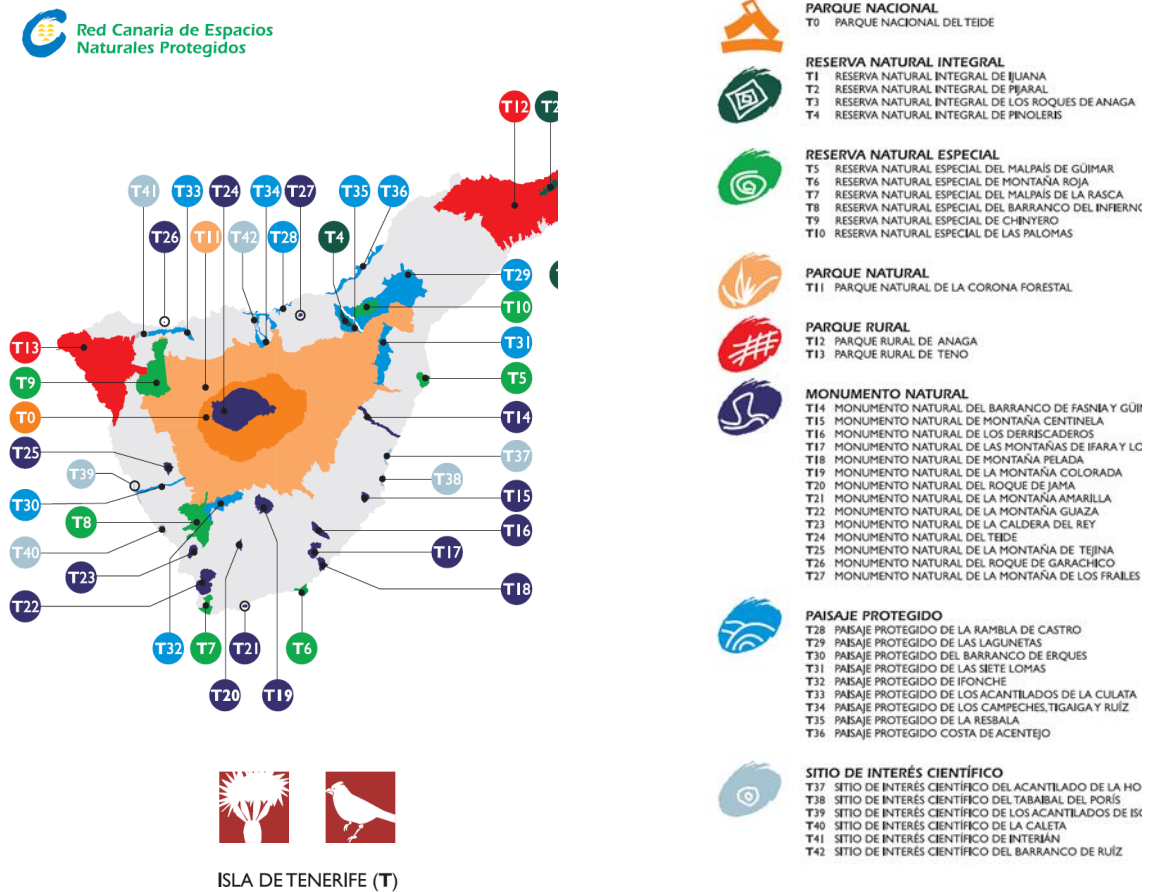 Red Canaria de Espacios
Naturales Protegidos
T12
T41
T33
T24
T34
T27
T35
T36
T26
T11
T42
T28
T4
T29
T10
T13
T31
T9
T5
T0
T14
T25
T37
T39
T38
T30
T15
T8
T16
T40
T17
T23
T18
T22
T32
T7
T21
T6
T20
T19
ISLA DE TENERIFE (T)
PARQUE NACIONAL
T0 PARQUE NACIONAL DEL TEIDE
RESERVA NATURAL INTEGRAL
T1 RESERVA NATURAL INTEGRAL DE IJUANA
T2 RESERVA NATURAL INTEGRAL DE PIJARAL
T3 RESERVA NATURAL INTEGRAL DE LOS ROQUES DE ANAGA
T4 RESERVA NATURAL INTEGRAL DE PINOLERIS
RESERVA NATURAL ESPECIAL
T5 RESERVA NATURAL ESPECIAL DEL MALPAÍS DE GÜIMAR
T6 RESERVA NATURAL ESPECIAL DE MONTAÑA ROJA
T7 RESERVA NATURAL ESPECIAL DEL MALPAÍS DE LA RASCA
T8 RESERVA NATURAL ESPECIAL DEL BARRANCO DEL INFIERNO
T9 RESERVA NATURAL ESPECIAL DE CHINYERO
T10 RESERVA NATURAL ESPECIAL DE LAS PALOMAS
PARQUE NATURAL
T11 PARQUE NATURAL DE LA CORONA FORESTAL
PARQUE RURAL
T12 PARQUE RURAL DE ANAGA
T13 PARQUE RURAL DE TENO
MONUMENTO NATURAL
T14 MONUMENTO NATURAL DEL BARRANCO DE FASNIA Y
T15 MONUMENTO NATURAL DE MONTAÑA CENTINELA
T16 MONUMENTO NATURAL DE LOS DERRISCADEROS
T17 MONUMENTO NATURAL DE LAS MONTAÑAS DE IFARA Y
T18 MONUMENTO NATURAL DE MONTAÑA PELADA
T19 MONUMENTO NATURAL DE LA MONTAÑA COLORADA
T20 MONUMENTO NATURAL DEL ROQUE DE JAMA
T21 MONUMENTO NATURAL DE LA MONTAÑA AMARILLA
T22 MONUMENTO NATURAL DE LA MONTAÑA GUAZA
T23 MONUMENTO NATURAL DE LA CALDERA DEL REY
T24 MONUMENTO NATURAL DEL TEIDE
T25 MONUMENTO NATURAL DE LA MONTAÑA DE TEJINA
T26 MONUMENTO NATURAL DEL ROQUE DE GARACHICO
T27 MONUMENTO NATURAL DE LA MONTAÑA DE LOS FRAILES
PAISAJE PROTEGIDO
T28 PAISAJE PROTEGIDO DE LA RAMBLA DE CASTRO
T29 PAISAJE PROTEGIDO DE LAS LAGUNETAS
T30 PAISAJE PROTEGIDO DEL BARRANCO DE ERQUES
T31 PAISAJE PROTEGIDO DE LAS SIETE LOMAS
T32 PAISAJE PROTEGIDO DE IFONCHE
T33 PAISAJE PROTEGIDO DE LOS ACANTILADOS DE LA CULATA
T34 PAISAJE PROTEGIDO DE LOS CAMPECHES, TIGAIGA Y RUÍZ
T35 PAISAJE PROTEGIDO DE LA RESBALA
T36 PAISAJE PROTEGIDO COSTA DE ACENTEJO
SITIO DE INTERÉS CIENTÍFICO
T37 SITIO DE INTERÉS CIENTÍFICO DEL ACANTILADO DE LA
T38 SITIO DE INTERÉS CIENTÍFICO DEL TABAIBAL DEL PORÍS
T39 SITIO DE INTERÉS CIENTÍFICO DE LOS ACANTILADOS DE
T40 SITIO DE INTERÉS CIENTÍFICO DE LA CALETA
T41 SITIO DE INTERÉS CIENTÍFICO DE INTERIÁN
T42 SITIO DE INTERÉS CIENTÍFICO DEL BARRANCO DE RUÍZ